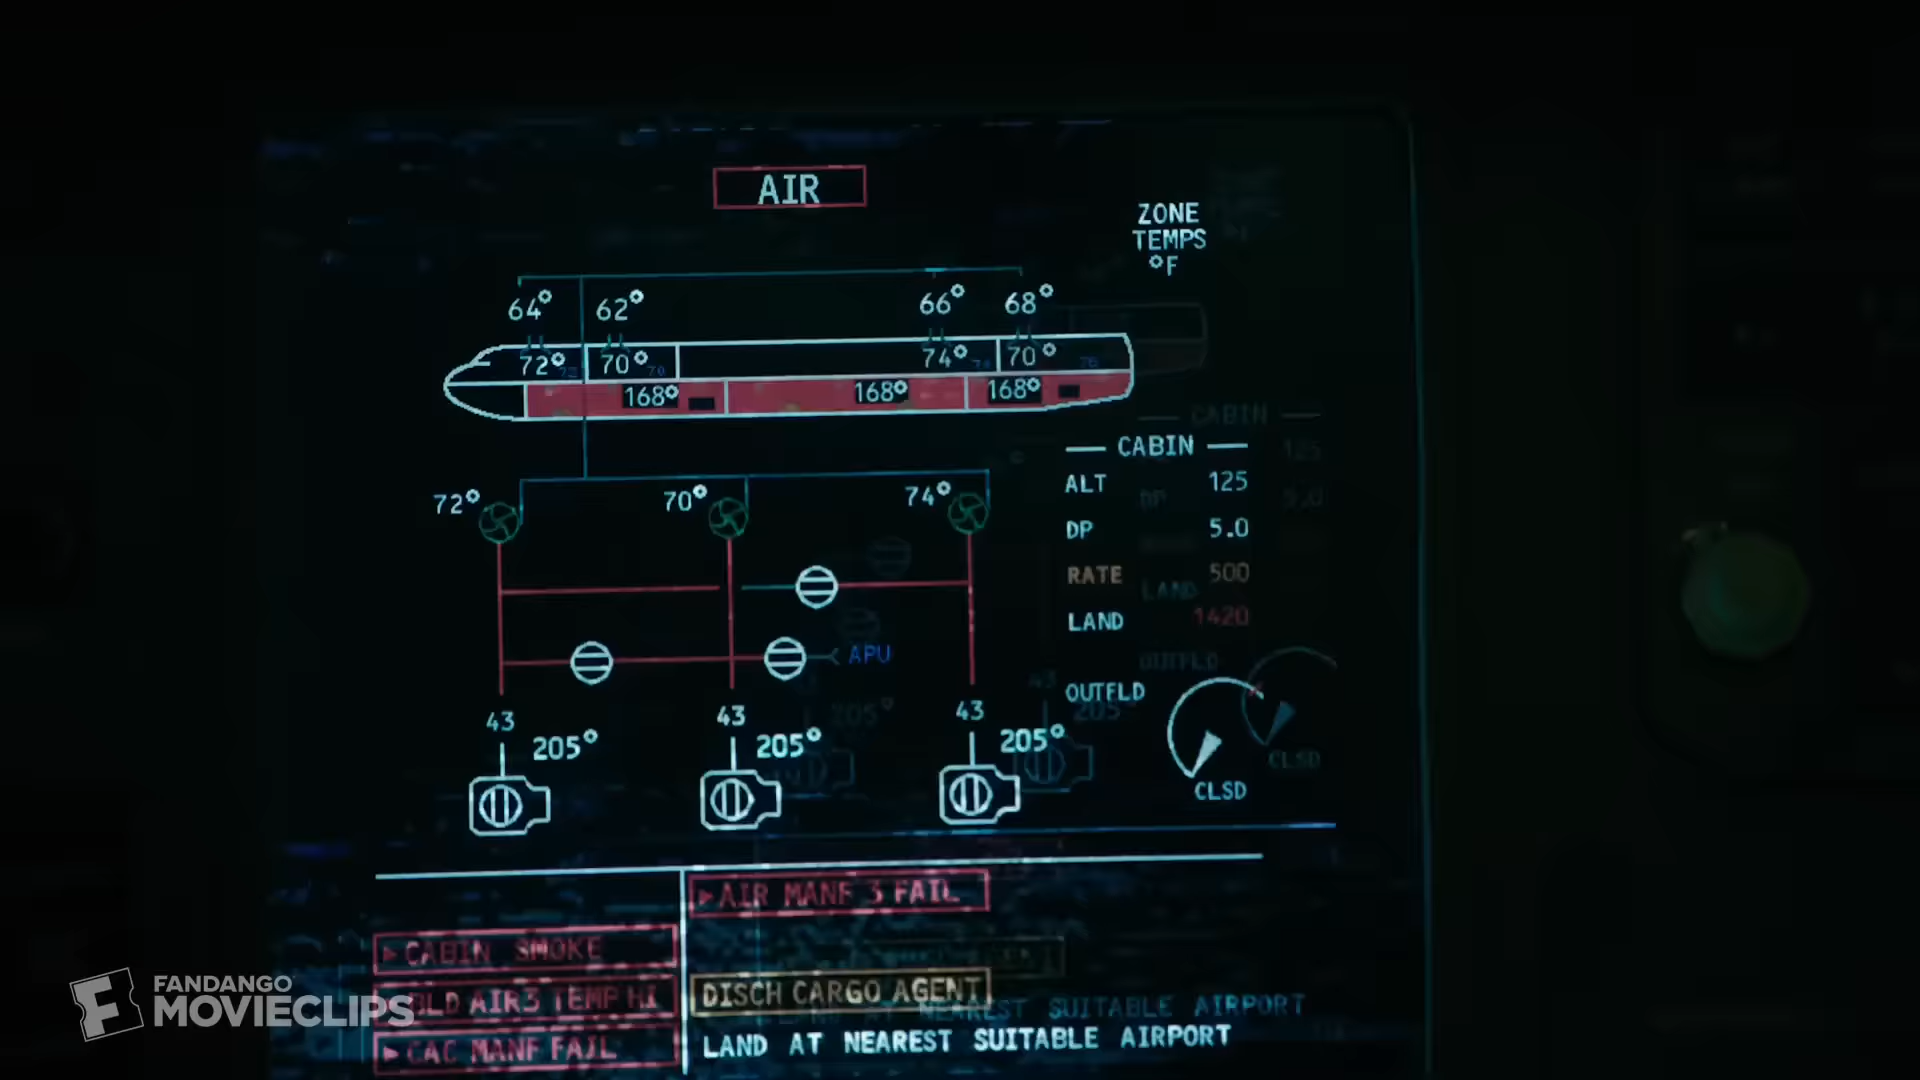 AIR
ZONE
TEMPS
°F
64° 62° 66° 68°
72° 70° 74° 70°
168° 168° 168°
CABIN
ALT 125
DP 5.0
RATE 500
LAND 1420
OUTFLD
CLSD
72° 70° 74°
APU
43 43 43
205° 205° 205°
►AIR MANF 3 FAIL
►CABIN SMOKE
BLD AIR3 TEMP HI
►CAC MANF FAIL
DISCH CARGO AGENT
LAND AT NEAREST SUITABLE AIRPORT
FANDANGO
MOVIECLIPS